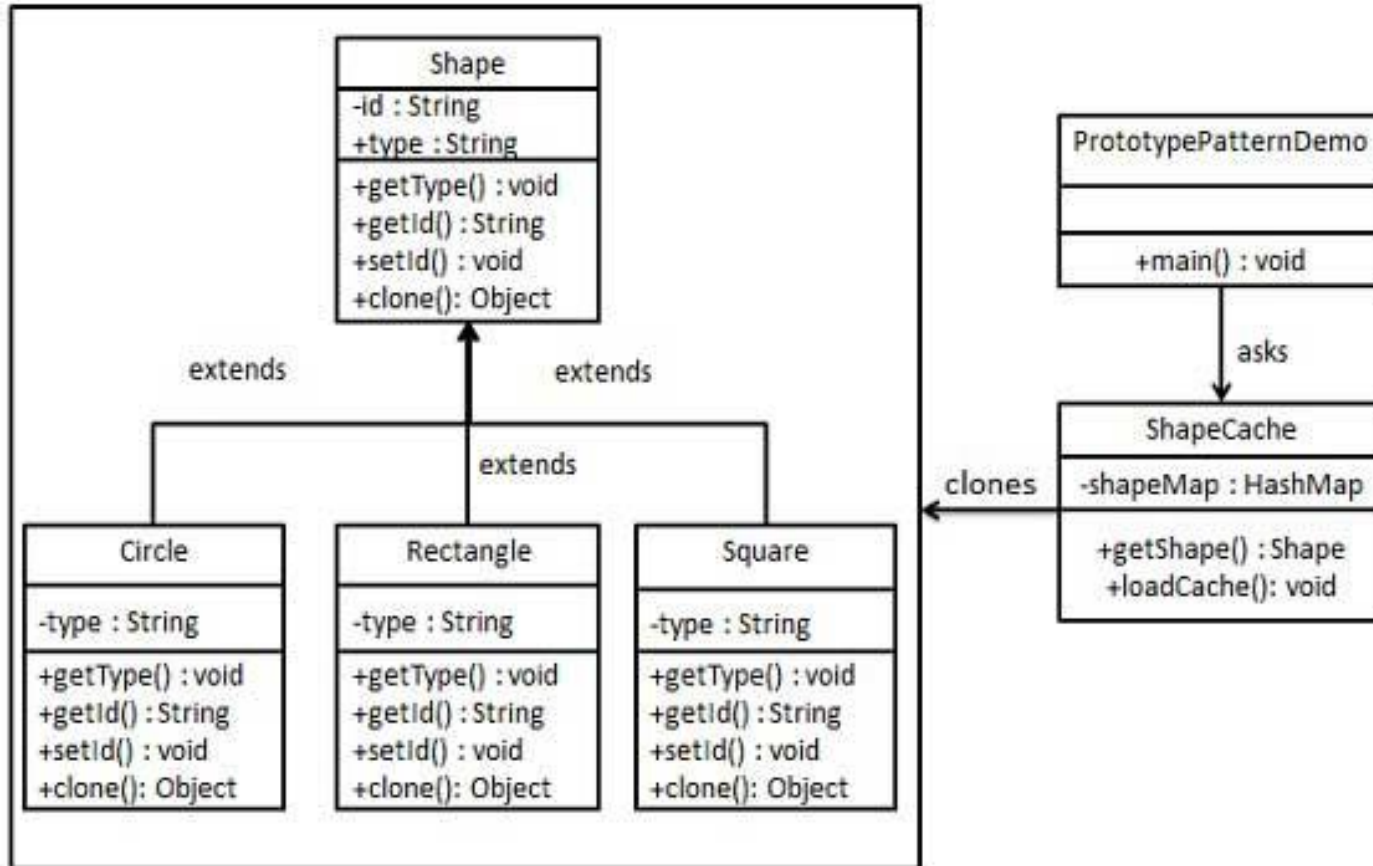 Shape
-id : String
+type : String
+getType() : void
+getId() : String
+setId() : void
+clone(): Object
PrototypePatternDemo
+main() : void
asks
extends
extends
extends
ShapeCache
-shapeMap : HashMap
+getShape() : Shape
+loadCache(): void
clones
Circle
-type : String
+getType() : void
+getId() : String
+setId() : void
+clone(): Object
Rectangle
-type : String
+getType() : void
+getId() : String
+setId() : void
+clone(): Object
Square
-type : String
+getType() : void
+getId() : String
+setId() : void
+clone(): Object